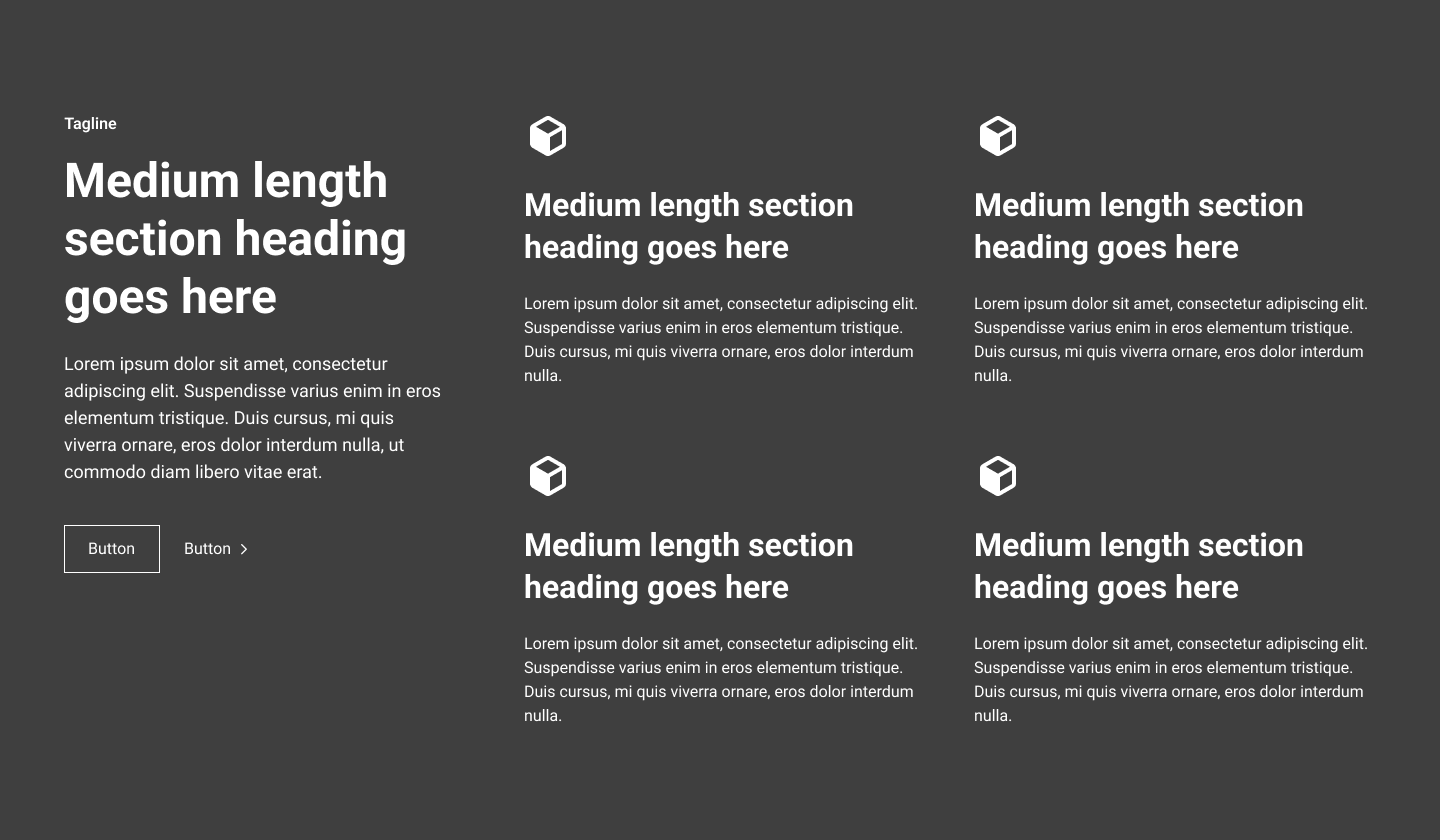 Tagline
Medium length
section heading
goes here
Lorem ipsum dolor sit amet, consectetur
adipiscing elit. Suspendisse varius enim in eros
elementum tristique. Duis cursus, mi quis
viverra ornare, eros dolor interdum nulla, ut
commodo diam libero vitae erat.
Button
Button
Medium length section
heading goes here
Lorem ipsum dolor sit amet, consectetur adipiscing elit.
Suspendisse varius enim in eros elementum tristique.
Duis cursus, mi quis viverra ornare, eros dolor interdum
nulla.
Medium length section
heading goes here
Lorem ipsum dolor sit amet, consectetur adipiscing elit.
Suspendisse varius enim in eros elementum tristique.
Duis cursus, mi quis viverra ornare, eros dolor interdum
nulla.
Medium length section
heading goes here
Lorem ipsum dolor sit amet, consectetur adipiscing elit.
Suspendisse varius enim in eros elementum tristique.
Duis cursus, mi quis viverra ornare, eros dolor interdum
nulla.
Medium length section
heading goes here
Lorem ipsum dolor sit amet, consectetur adipiscing elit.
Suspendisse varius enim in eros elementum tristique.
Duis cursus, mi quis viverra ornare, eros dolor interdum
nulla.